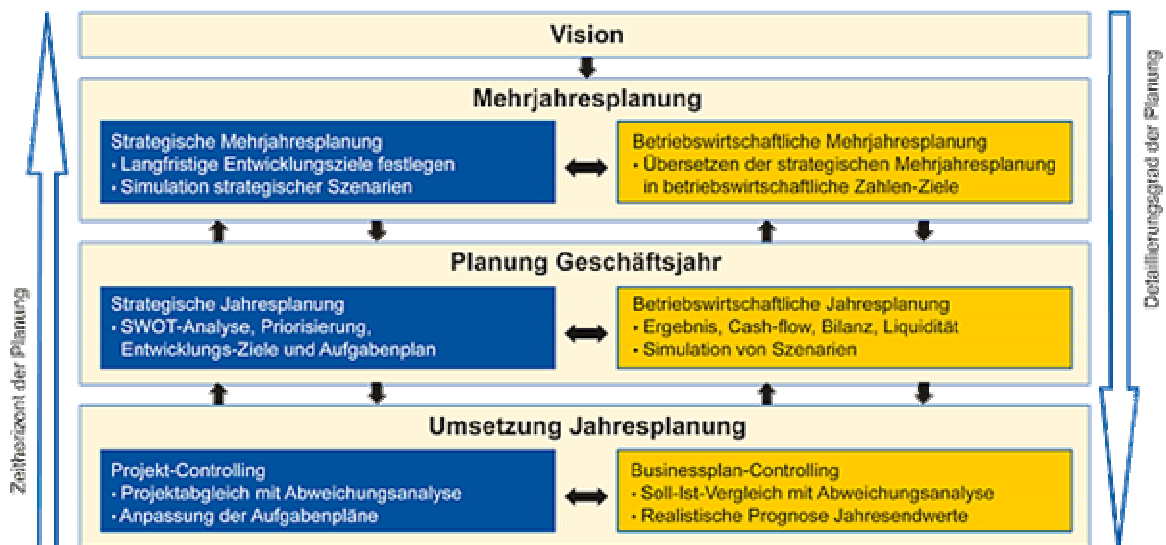 Vision
Mehrjahresplanung
Strategische Mehrjahresplanung
• Langfristige Entwicklungsziele festlegen
• Simulation strategischer Szenarien
Betriebswirtschaftliche Mehrjahresplanung
• Übersetzen der strategischen Mehrjahresplanung
in betriebswirtschaftliche Zahlen-Ziele
Planung Geschäftsjahr
Strategische Jahresplanung
• SWOT-Analyse, Priorisierung,
Entwicklungs-Ziele und Aufgabenplan
Betriebswirtschaftliche Jahresplanung
• Ergebnis, Cash-flow, Bilanz, Liquidität
• Simulation von Szenarien
Umsetzung Jahresplanung
Projekt-Controlling
• Projektabgleich mit Abweichungsanalyse
• Anpassung der Aufgabenpläne
Businessplan-Controlling
• Soll-Ist-Vergleich mit Abweichungsanalyse
• Realistische Prognose Jahresendwerte
Zeithorizont der Planung
Detaillierungsgrad der Planung